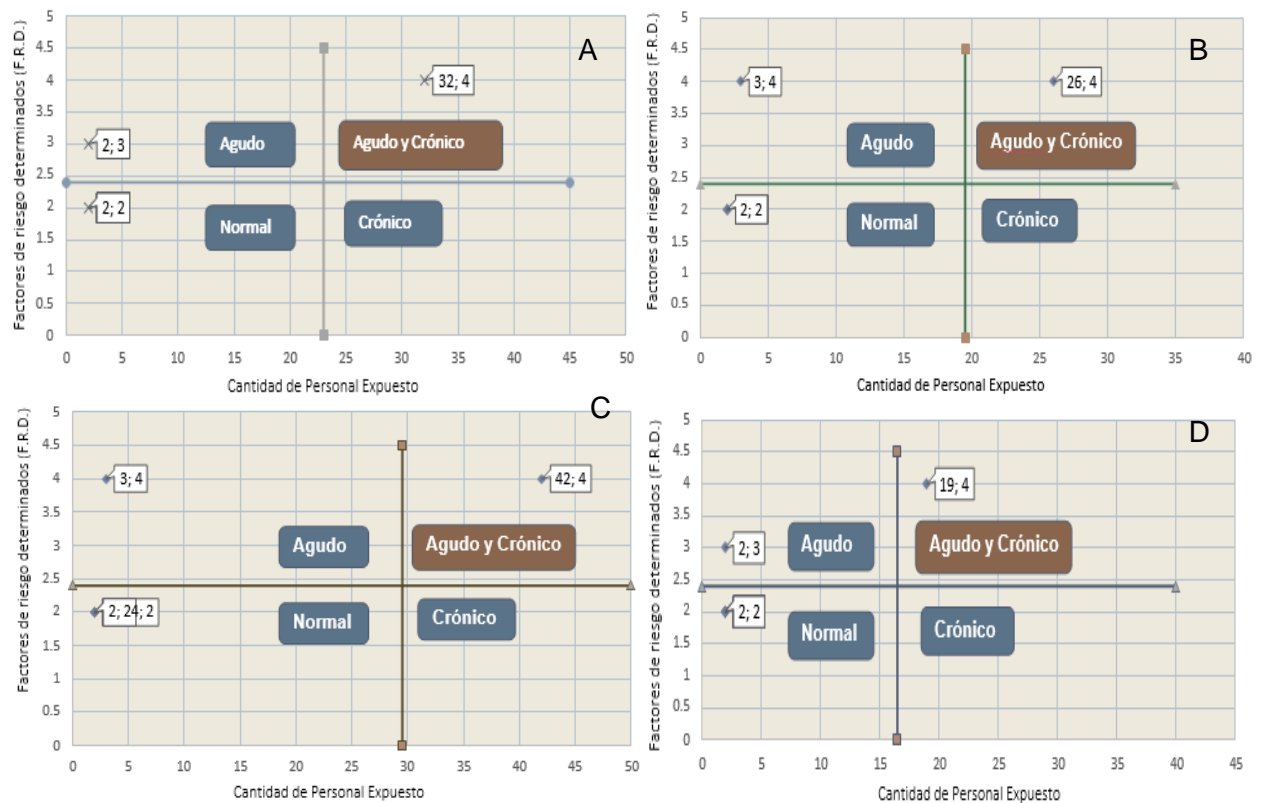 A
Factores de riesgo determinados (F.R.D.)
5
4.5
4
3.5
3
2.5
2
1.5
1
0.5
0
32; 4
2; 3
2; 2
Agudo
Agudo y Crónico
Normal
Crónico
0 5 10 15 20 25 30 35 40 45 50
Cantidad de Personal Expuesto
B
Factores de riesgo determinados (F.R.D.)
5
4.5
4
3.5
3
2.5
2
1.5
1
0.5
0
3; 4
26; 4
2; 2
Agudo
Agudo y Crónico
Normal
Crónico
0 5 10 15 20 25 30 35 40
Cantidad de Personal Expuesto
C
Factores de riesgo determinados (F.R.D.)
5
4.5
4
3.5
3
2.5
2
1.5
1
0.5
0
3; 4
42; 4
2; 24; 2
Agudo
Agudo y Crónico
Normal
Crónico
0 5 10 15 20 25 30 35 40 45 50
Cantidad de Personal Expuesto
D
Factores de riesgo determinados (F.R.D.)
5
4.5
4
3.5
3
2.5
2
1.5
1
0.5
0
19; 4
2; 3
2; 2
Agudo
Agudo y Crónico
Normal
Crónico
0 5 10 15 20 25 30 35 40 45
Cantidad de Personal Expuesto